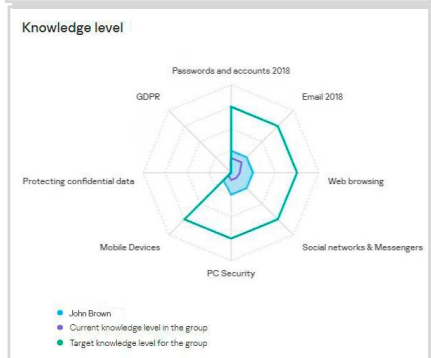 Knowledge level
Passwords and accounts 2018
GDPR
Email 2018
Protecting confidential data
Web browsing
Mobile Devices
Social networks & Messengers
PC Security
John Brown
Current knowledge level in the group
Target knowledge level for the group